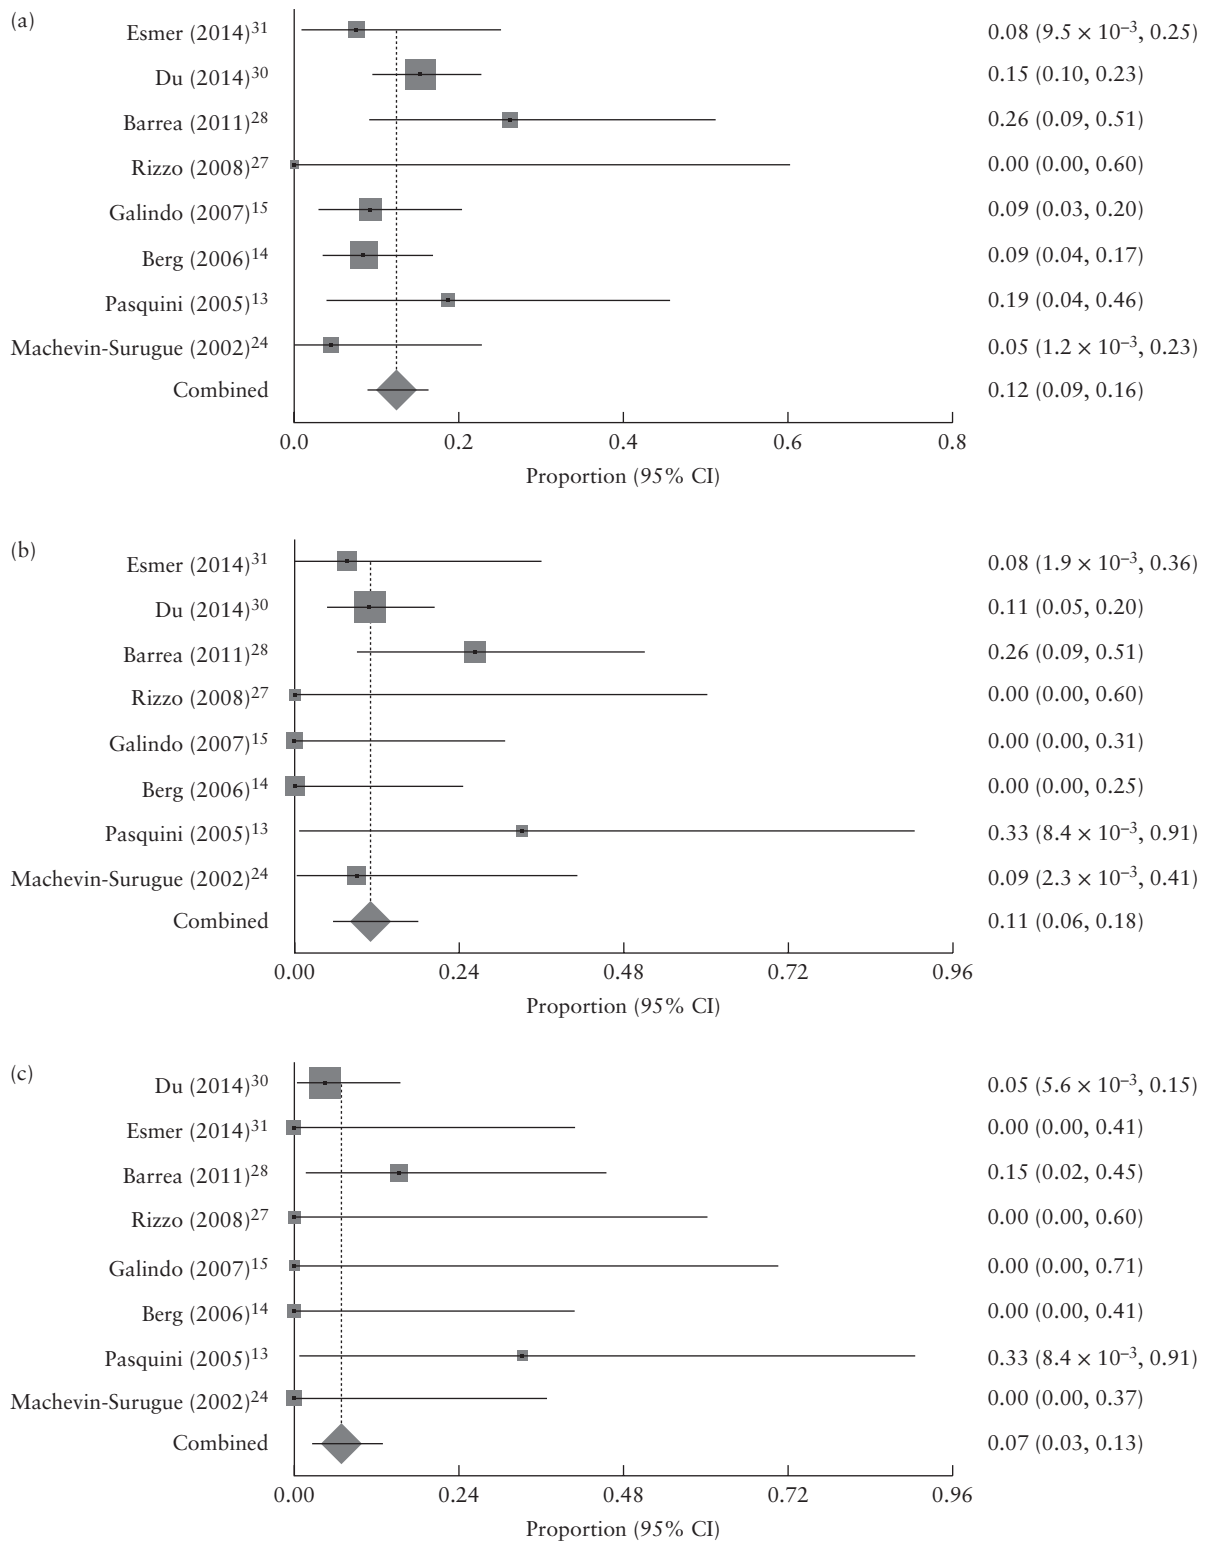 (a)
Esmer (2014)³¹ 0.08 (9.5 × 10⁻³, 0.25)
Du (2014)³⁰ 0.15 (0.10, 0.23)
Barrea (2011)²⁸ 0.26 (0.09, 0.51)
Rizzo (2008)²⁷ 0.00 (0.00, 0.60)
Galindo (2007)¹⁵ 0.09 (0.03, 0.20)
Berg (2006)¹⁴ 0.09 (0.04, 0.17)
Pasquini (2005)¹³ 0.19 (0.04, 0.46)
Machevin-Surugue (2002)²⁴ 0.05 (1.2 × 10⁻³, 0.23)
Combined 0.12 (0.09, 0.16)
0.0 0.2 0.4 0.6 0.8
Proportion (95% CI)
(b)
Esmer (2014)³¹ 0.08 (1.9 × 10⁻³, 0.36)
Du (2014)³⁰ 0.11 (0.05, 0.20)
Barrea (2011)²⁸ 0.26 (0.09, 0.51)
Rizzo (2008)²⁷ 0.00 (0.00, 0.60)
Galindo (2007)¹⁵ 0.00 (0.00, 0.31)
Berg (2006)¹⁴ 0.00 (0.00, 0.25)
Pasquini (2005)¹³ 0.33 (8.4 × 10⁻³, 0.91)
Machevin-Surugue (2002)²⁴ 0.09 (2.3 × 10⁻³, 0.41)
Combined 0.11 (0.06, 0.18)
0.00 0.24 0.48 0.72 0.96
Proportion (95% CI)
(c)
Du (2014)³⁰ 0.05 (5.6 × 10⁻³, 0.15)
Esmer (2014)³¹ 0.00 (0.00, 0.41)
Barrea (2011)²⁸ 0.15 (0.02, 0.45)
Rizzo (2008)²⁷ 0.00 (0.00, 0.60)
Galindo (2007)¹⁵ 0.00 (0.00, 0.71)
Berg (2006)¹⁴ 0.00 (0.00, 0.41)
Pasquini (2005)¹³ 0.33 (8.4 × 10⁻³, 0.91)
Machevin-Surugue (2002)²⁴ 0.00 (0.00, 0.37)
Combined 0.07 (0.03, 0.13)
0.00 0.24 0.48 0.72 0.96
Proportion (95% CI)